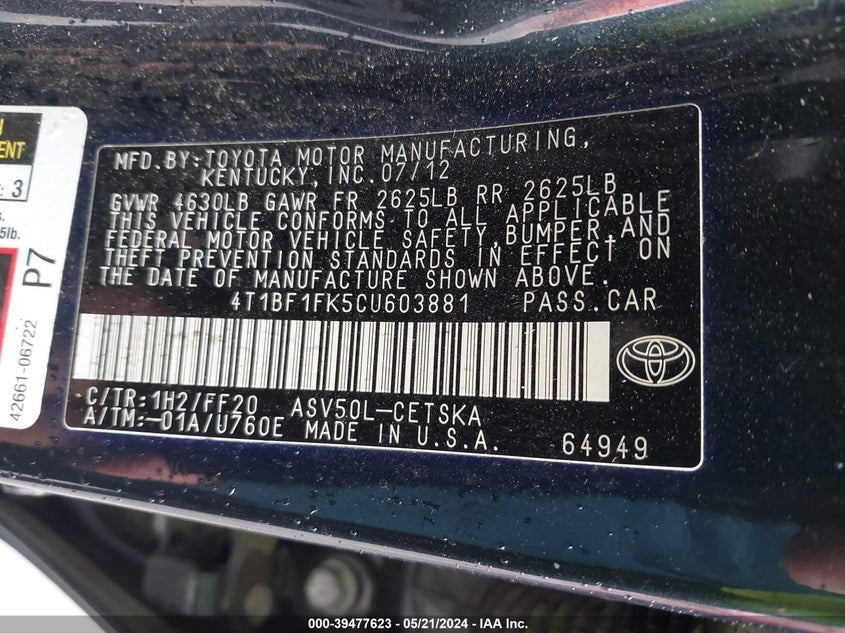 N
ENT
: 3
s.
5lb.
P7
42661-06722
MFD.BY:TOYOTA MOTOR MANUFACTURING,
KENTUCKY, INC. 07/12
GVWR 4630LB GAWR FR 2625LB RR 2625LB
THIS VEHICLE CONFORMS TO ALL APPLICABLE
FEDERAL MOTOR VEHICLE SAFETY,BUMPER,AND
THEFT PREVENTION STANDARDS IN EFFECT ON
THE DATE OF MANUFACTURE SHOWN ABOVE.
4T1BF1FK5CU603881 PASS.CAR
C/TR:1H2/FF20 ASV50L-CETSKA
A/TM:-01A/U760E MADE IN U.S.A. 64949
000-39477623 - 05/21/2024 - IAA Inc.